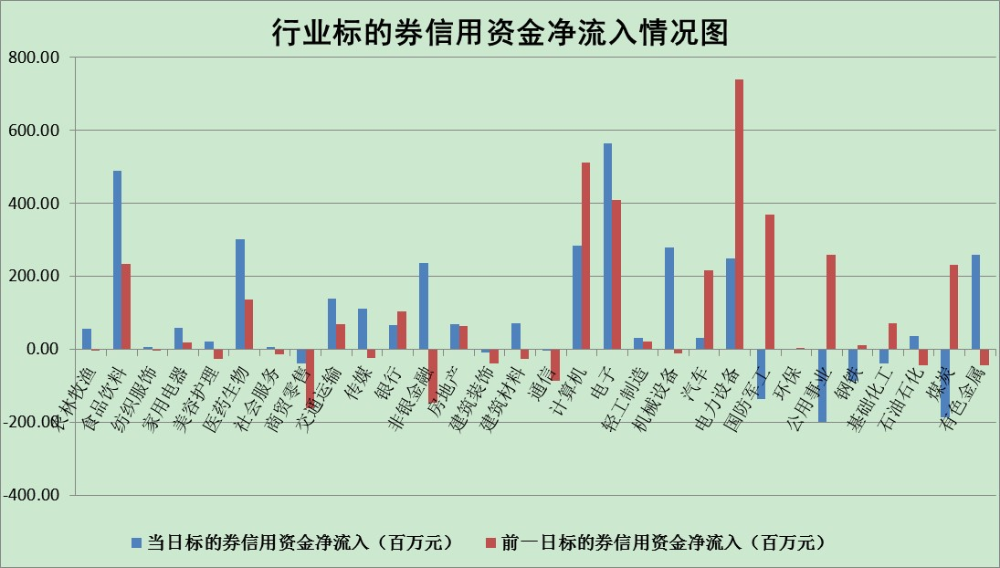 行业标的券信用资金净流入情况图
800.00
600.00
400.00
200.00
0.00
-200.00
-400.00
农林牧渔
食品饮料
纺织服饰
家用电器
美容护理
医药生物
社会服务
商贸零售
交通运输
传媒
银行
非银金融
房地产
建筑装饰
建筑材料
通信
计算机
电子
轻工制造
机械设备
汽车
电力设备
国防军工
环保
公用事业
钢铁
基础化工
石油石化
煤炭
有色金属
当日标的券信用资金净流入（百万元）
前一日标的券信用资金净流入（百万元）